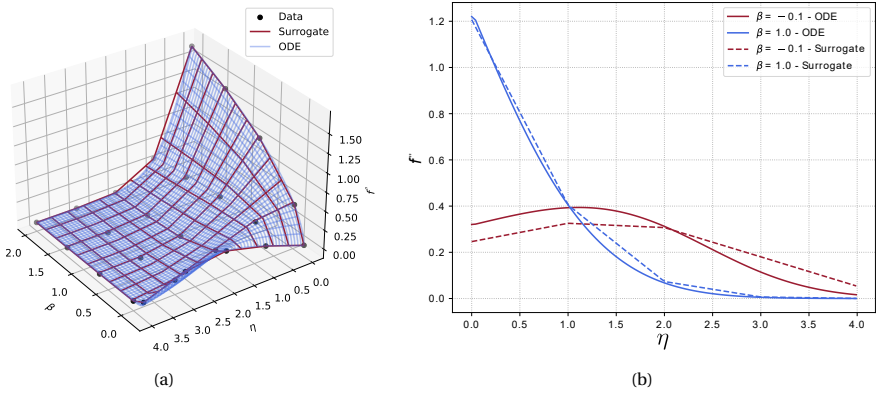 Data
Surrogate
ODE
1.50
1.25
1.00
0.75
0.50
0.25
0.00
f''
2.0
1.5
1.0
0.5
0.0
β
4.0
3.5
3.0
2.5
2.0
1.5
1.0
0.5
0.0
η
(a)
β = −0.1 - ODE
β = 1.0 - ODE
β = −0.1 - Surrogate
β = 1.0 - Surrogate
1.2
1.0
0.8
0.6
0.4
0.2
0.0
f''
0.0 0.5 1.0 1.5 2.0 2.5 3.0 3.5 4.0
η
(b)